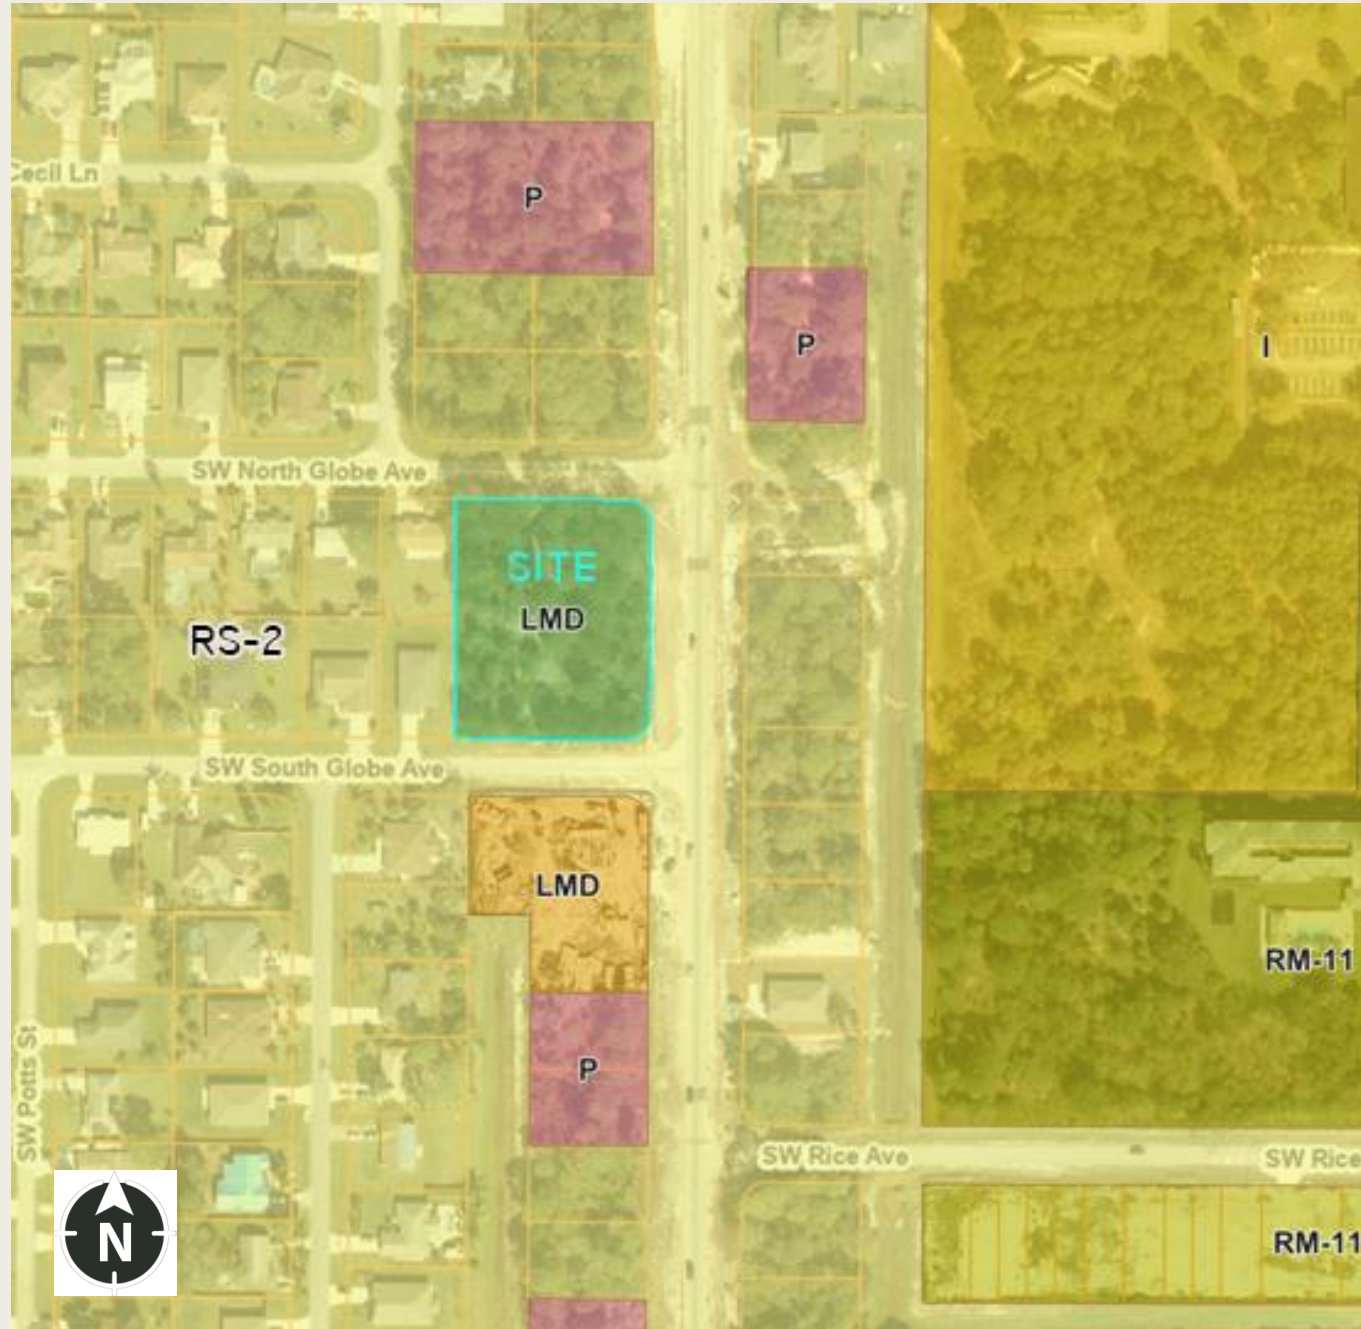 Cecil Ln
P
P
I
SW North Globe Ave
SITE
LMD
RS-2
SW South Globe Ave
LMD
RM-11
SW Potts St
P
SW Rice Ave
SW Rice
N
RM-11